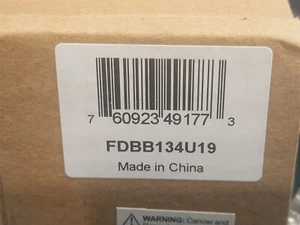 7 60923 49177 3
FDBB134U19
Made in China
WARNING: Cancer and